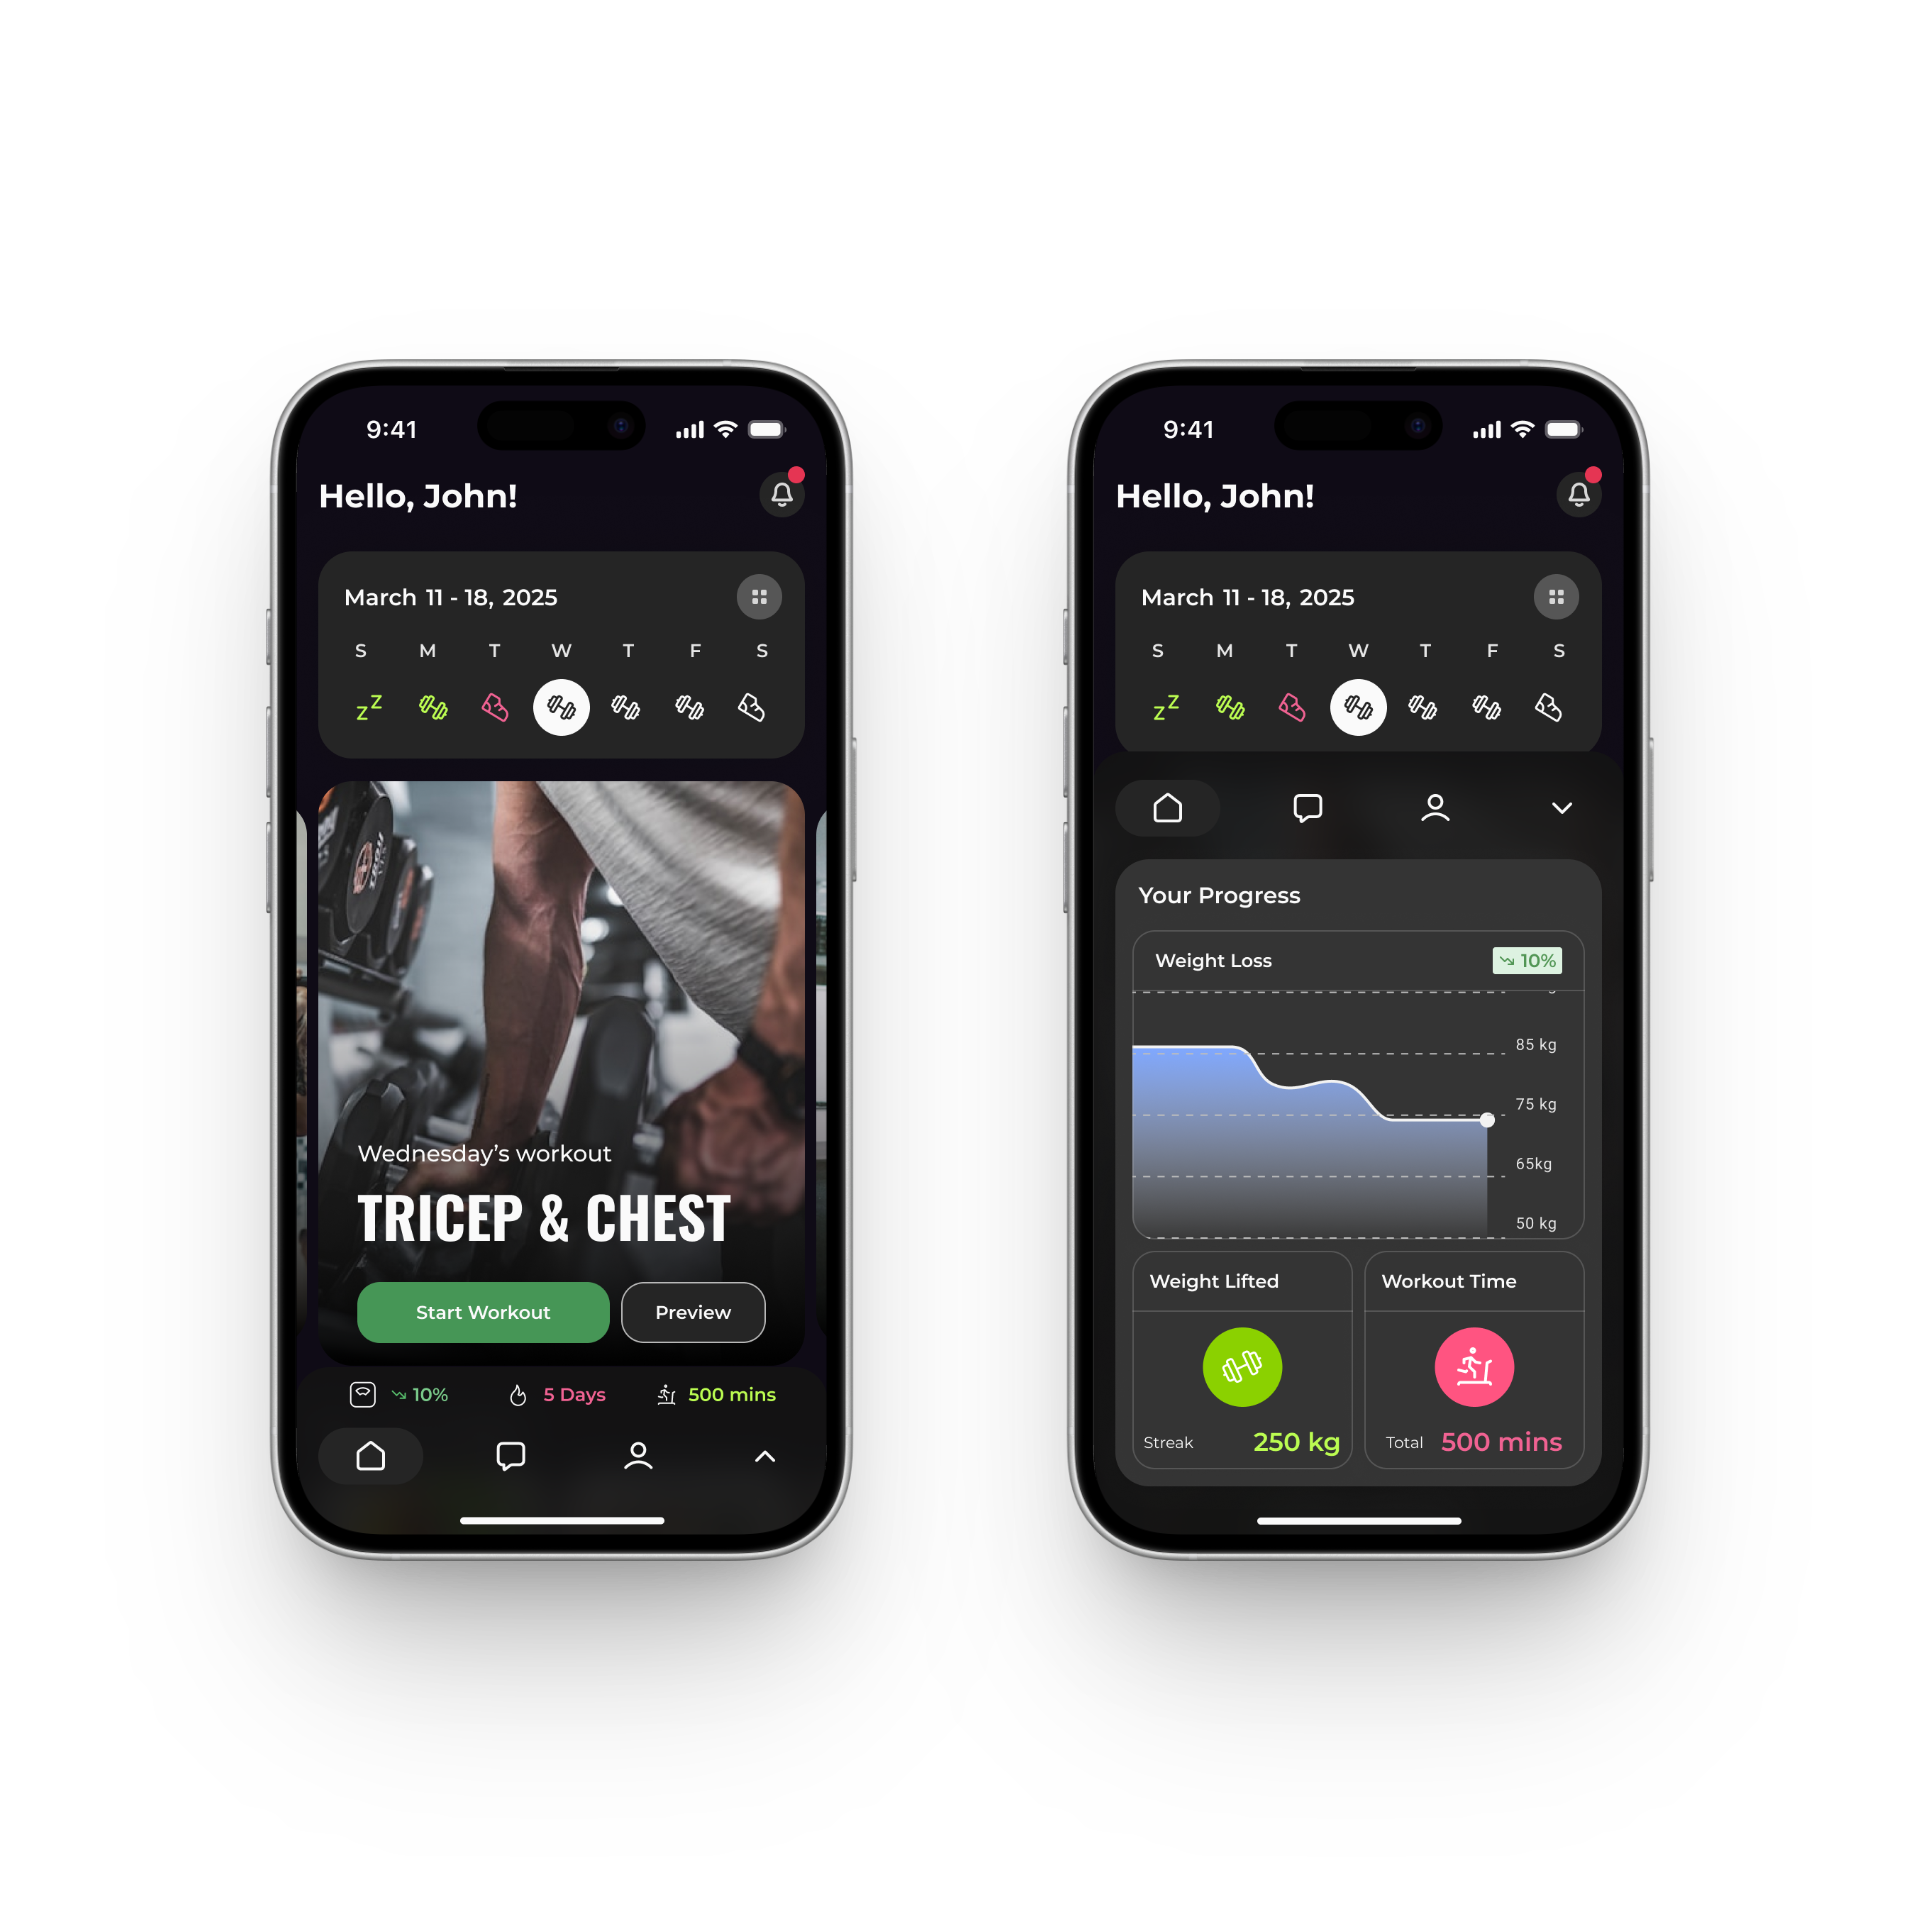 9:41
Hello, John!
March 11 - 18, 2025
S M T W T F S
z Z
Wednesday's workout
TRICEP & CHEST
Start Workout Preview
10% 5 Days 500 mins
9:41
Hello, John!
March 11 - 18, 2025
S M T W T F S
z Z
Your Progress
Weight Loss 10%
85 kg
75 kg
65kg
50 kg
Weight Lifted Workout Time
Streak 250 kg Total 500 mins